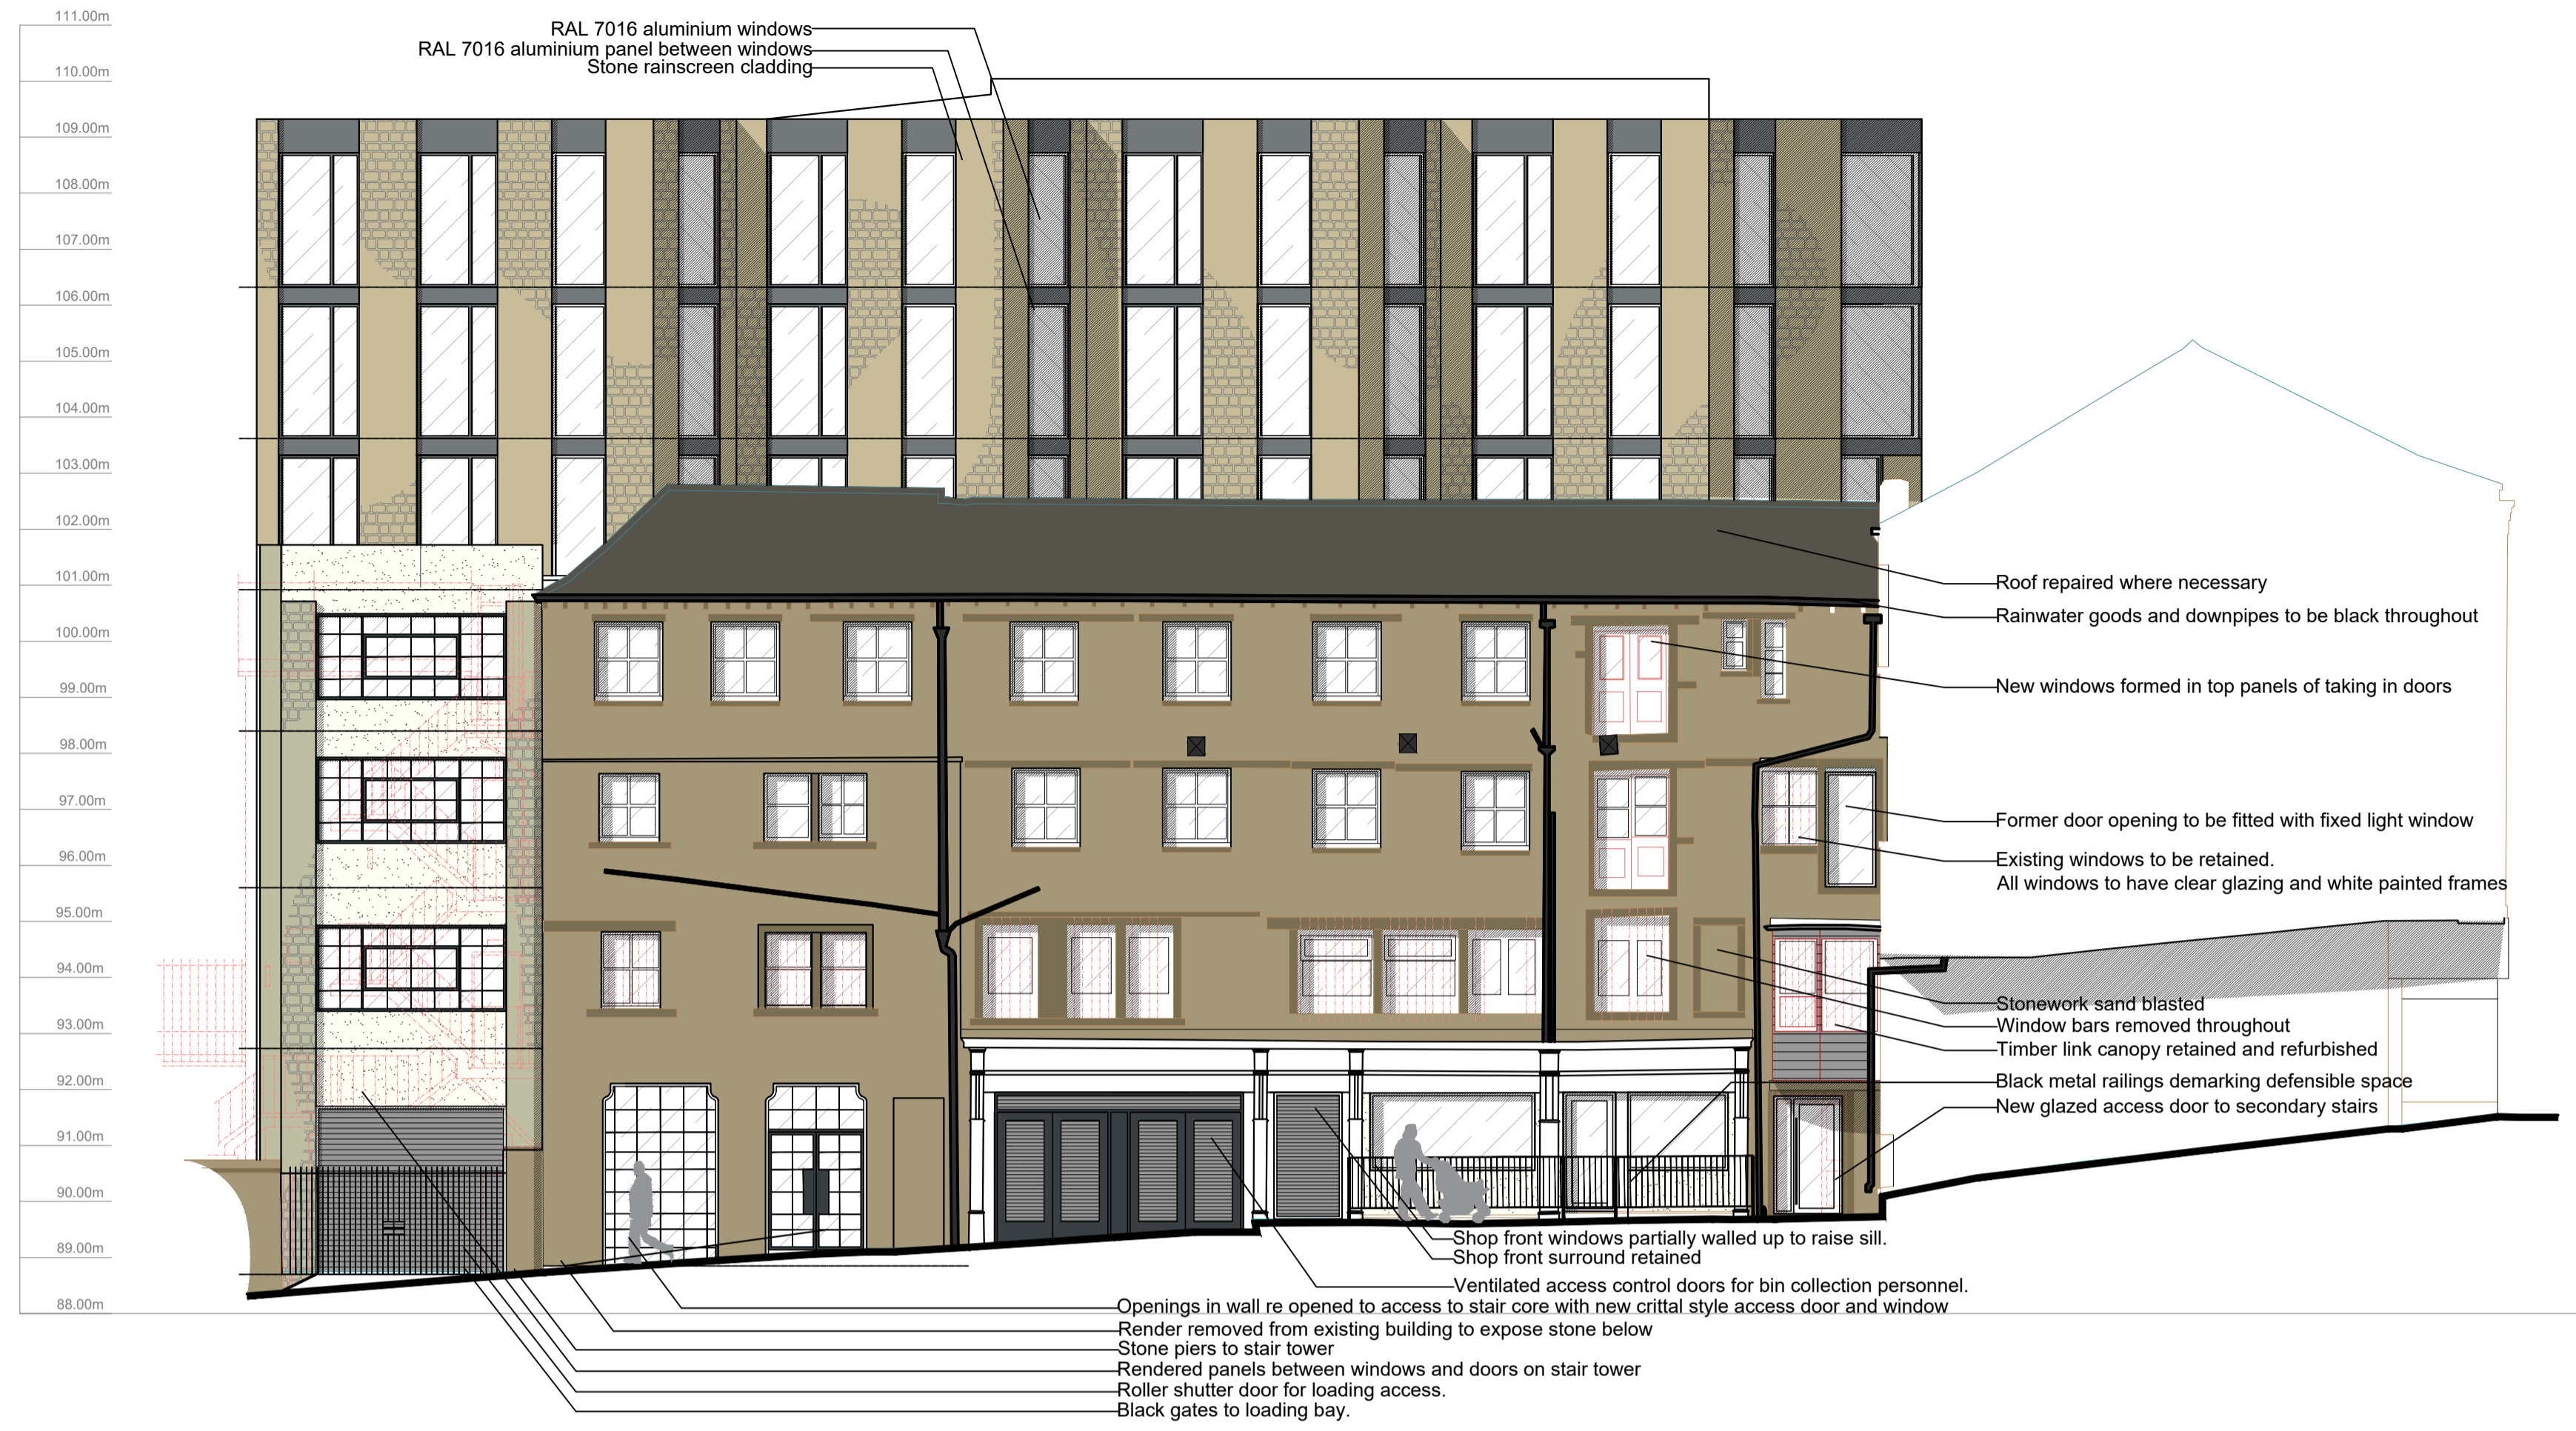 111.00m
110.00m
109.00m
108.00m
107.00m
106.00m
105.00m
104.00m
103.00m
102.00m
101.00m
100.00m
99.00m
98.00m
97.00m
96.00m
95.00m
94.00m
93.00m
92.00m
91.00m
90.00m
89.00m
88.00m
RAL 7016 aluminium windows
RAL 7016 aluminium panel between windows
Stone rainscreen cladding
Roof repaired where necessary
Rainwater goods and downpipes to be black throughout
New windows formed in top panels of taking in doors
Former door opening to be fitted with fixed light window
Existing windows to be retained.
All windows to have clear glazing and white painted frames
Stonework sand blasted
Window bars removed throughout
Timber link canopy retained and refurbished
Black metal railings demarking defensible space
New glazed access door to secondary stairs
Shop front windows partially walled up to raise sill.
Shop front surround retained
Ventilated access control doors for bin collection personnel.
Openings in wall re opened to access to stair core with new crittal style access door and window
Render removed from existing building to expose stone below
Stone piers to stair tower
Rendered panels between windows and doors on stair tower
Roller shutter door for loading access.
Black gates to loading bay.